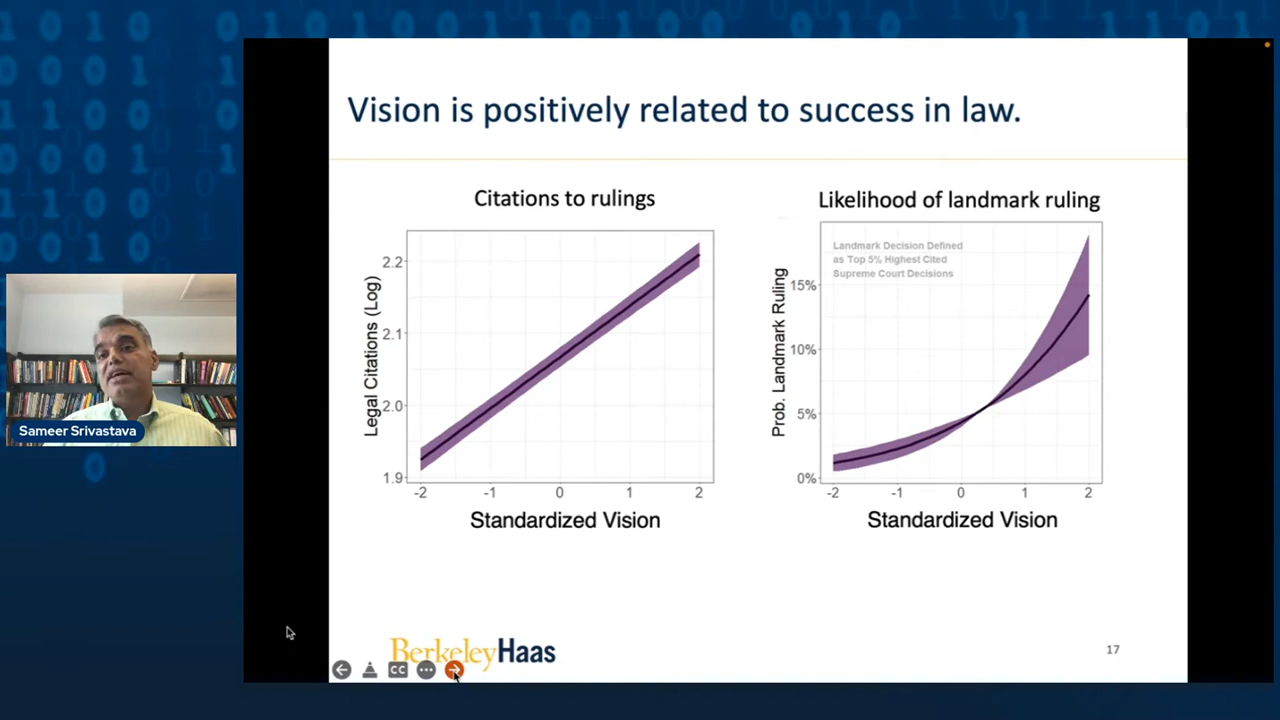 Vision is positively related to success in law.
Citations to rulings
Legal Citations (Log)
2.2
2.1
2.0
1.9
-2 -1 0 1 2
Standardized Vision
Likelihood of landmark ruling
Landmark Decision Defined
as Top 5% Highest Cited
Supreme Court Decisions
Prob. Landmark Ruling
15%
10%
5%
0%
-2 -1 0 1 2
Standardized Vision
Sameer Srivastava
BerkeleyHaas
CC
17